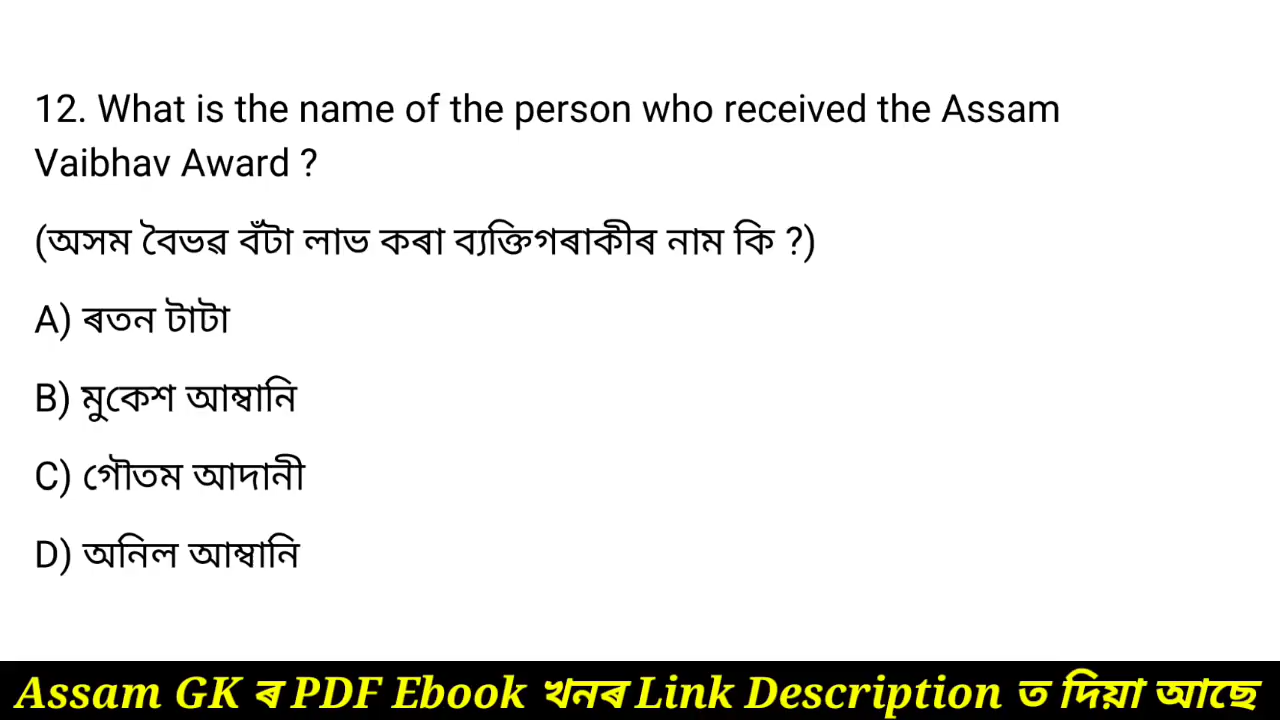 12. What is the name of the person who received the Assam
Vaibhav Award ?
(অসম বৈভৱ বঁটা লাভ কৰা ব্যক্তিগৰাকীৰ নাম কি ?)
A) ৰতন টাটা
B) মুকেশ আম্বানি
C) গৌতম আদানী
D) অনিল আম্বানি
Assam GK ৰ PDF Ebook খনৰ Link Description ত দিয়া আছে